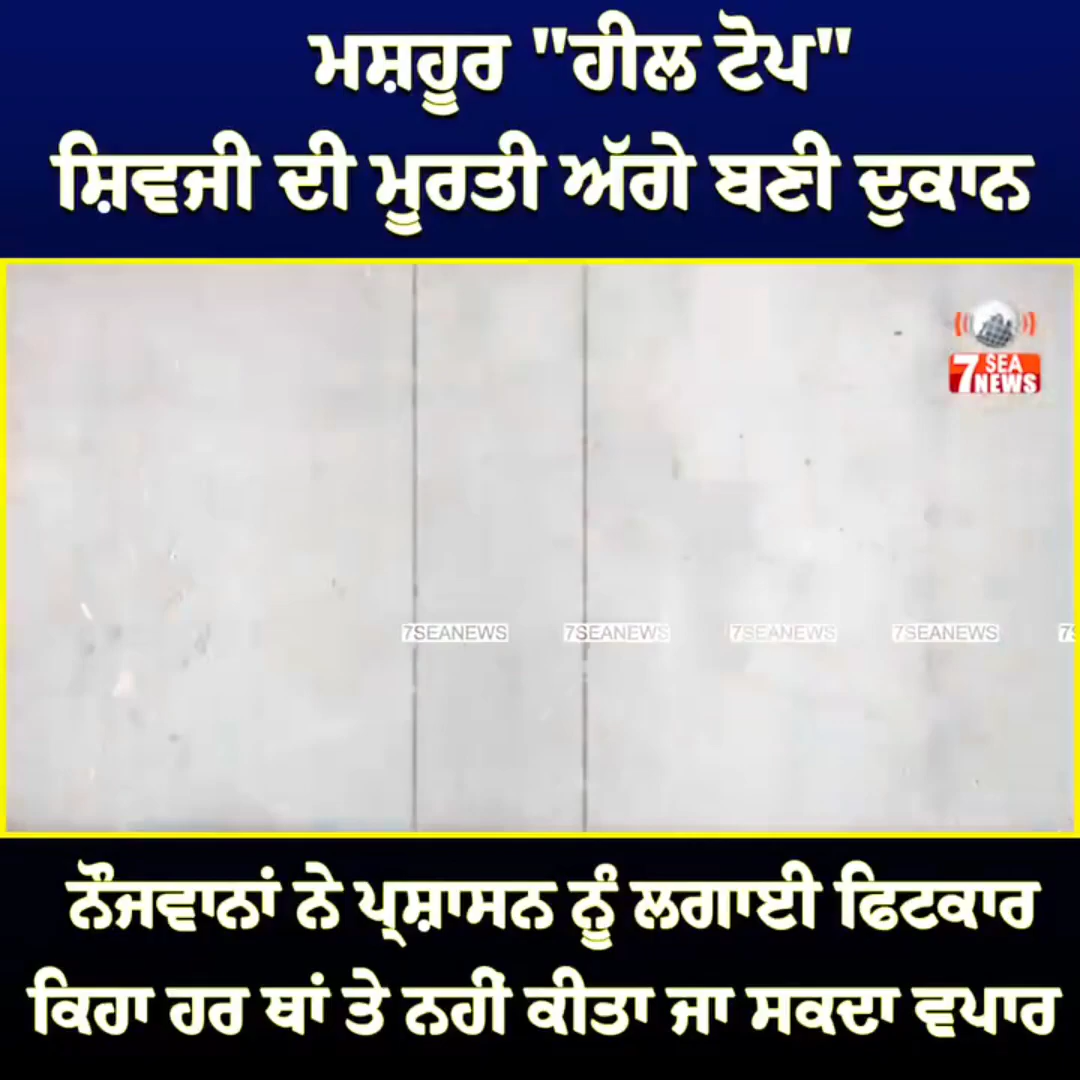 ਮਸ਼ਹੂਰ "ਹੀਲ ਟੋਪ"
ਸ਼ਿਵਜੀ ਦੀ ਮੂਰਤੀ ਅੱਗੇ ਬਣੀ ਦੁਕਾਨ
7 SEA NEWS
7SEANEWS 7SEANEWS 7SEANEWS 7SEANEWS 7S
ਨੌਜਵਾਨਾਂ ਨੇ ਪ੍ਰਸ਼ਾਸਨ ਨੂੰ ਲਗਾਈ ਫਿਟਕਾਰ
ਕਿਹਾ ਹਰ ਥਾਂ ਤੇ ਨਹੀਂ ਕੀਤਾ ਜਾ ਸਕਦਾ ਵਪਾਰ